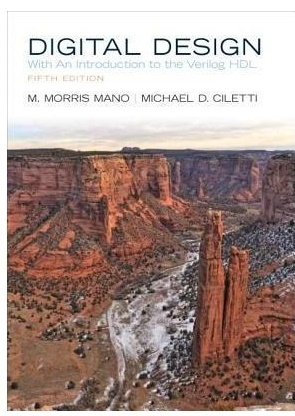 DIGITAL DESIGN
With An Introduction to the Verilog HDL
FIFTH EDITION
M. MORRIS MANO | MICHAEL D. CILETTI